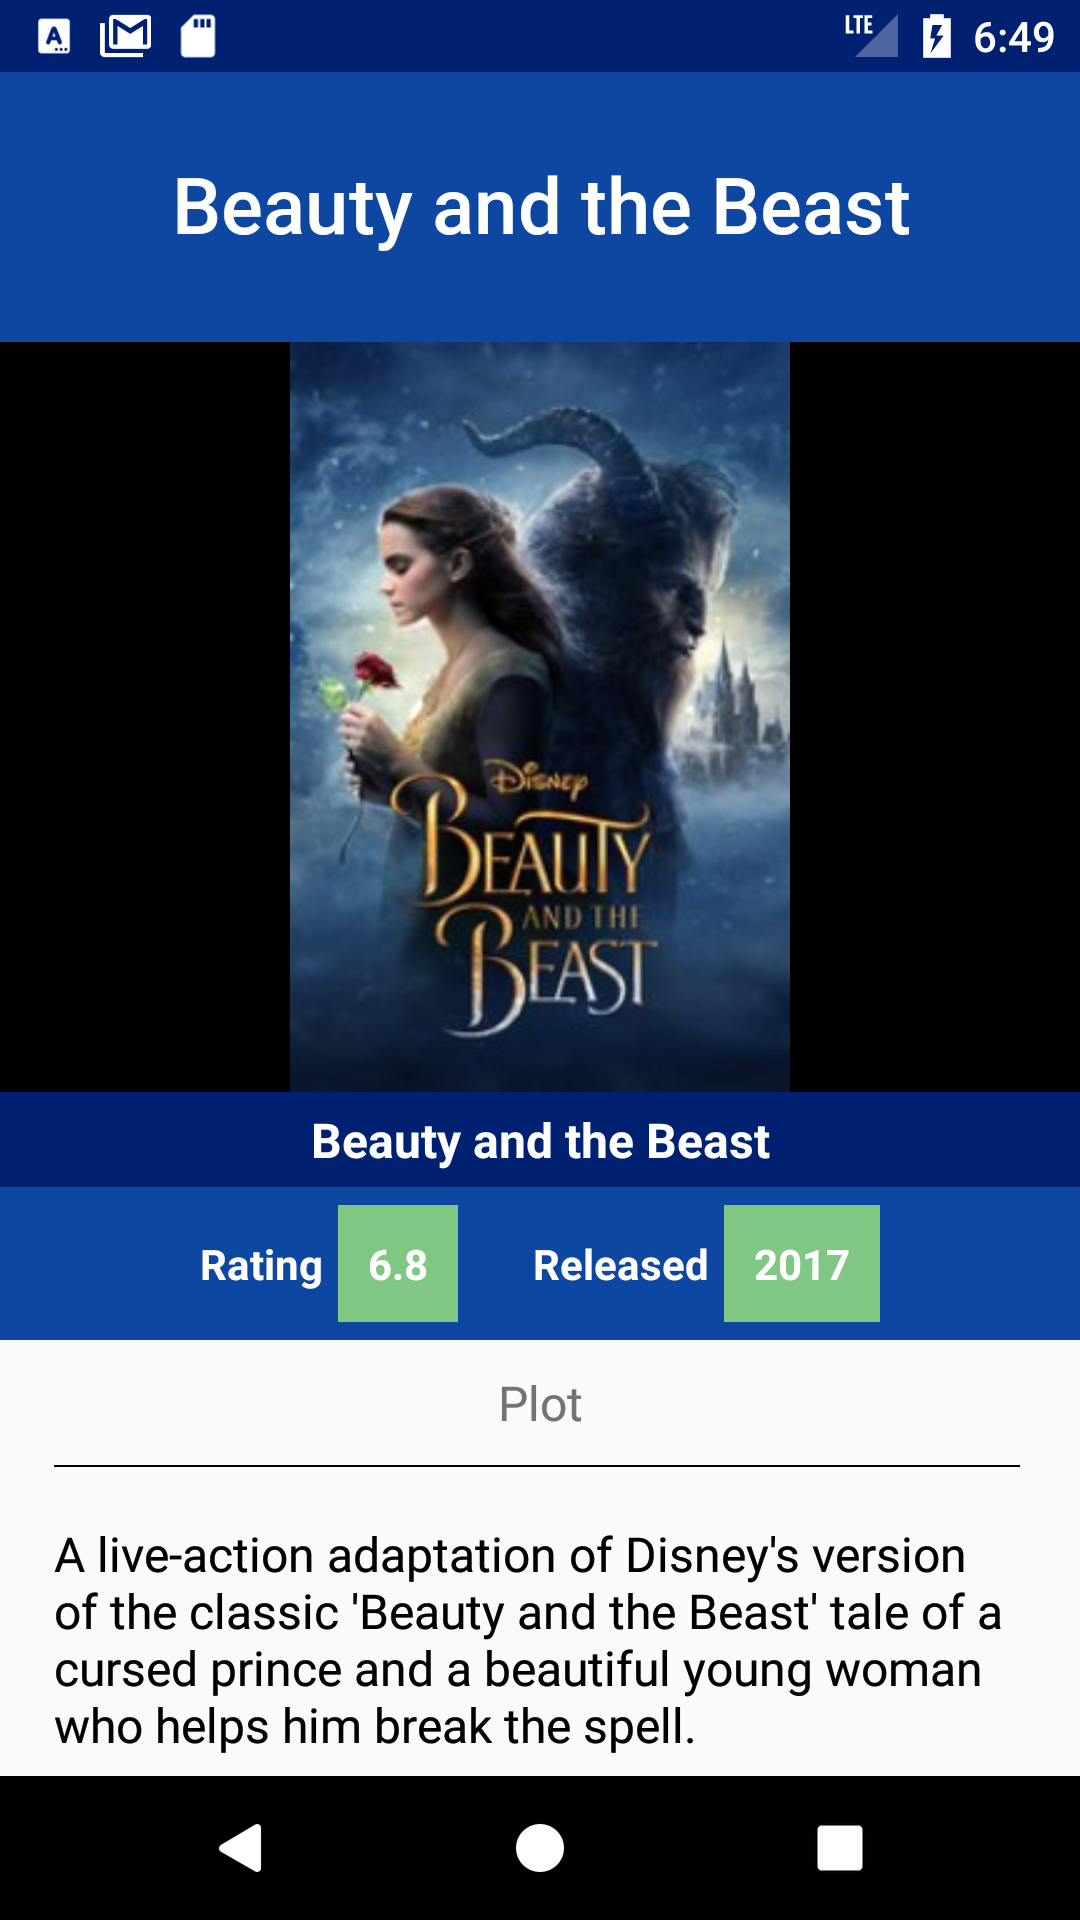 LTE 6:49
Beauty and the Beast
Disney
BEAUTY
AND THE
BEAST
Beauty and the Beast
Rating 6.8 Released 2017
Plot
A live-action adaptation of Disney's version
of the classic 'Beauty and the Beast' tale of a
cursed prince and a beautiful young woman
who helps him break the spell.